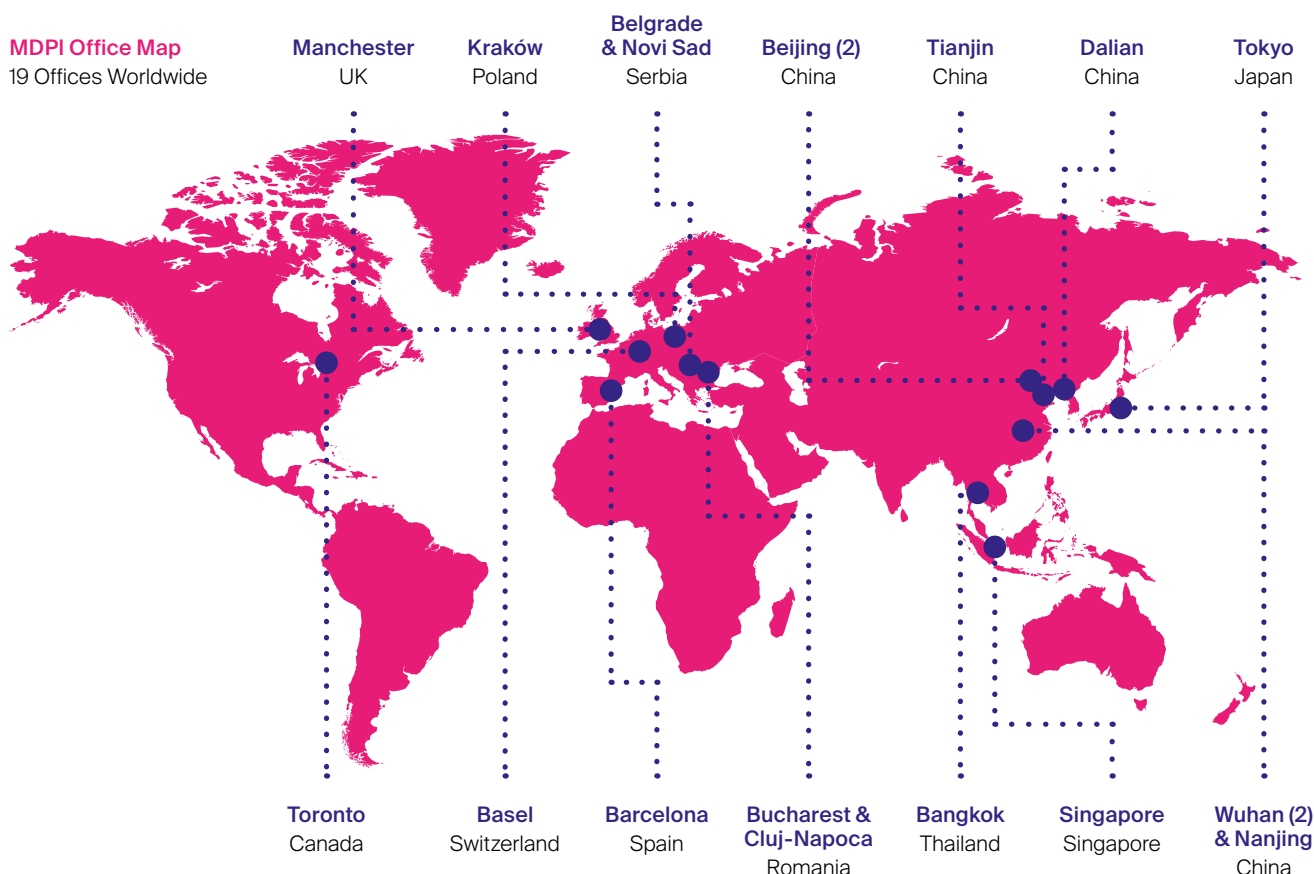 MDPI Office Map
19 Offices Worldwide
Manchester
UK
Kraków
Poland
Belgrade
& Novi Sad
Serbia
Beijing (2)
China
Tianjin
China
Dalian
China
Tokyo
Japan
Toronto
Canada
Basel
Switzerland
Barcelona
Spain
Bucharest &
Cluj-Napoca
Romania
Bangkok
Thailand
Singapore
Singapore
Wuhan (2)
& Nanjing
China